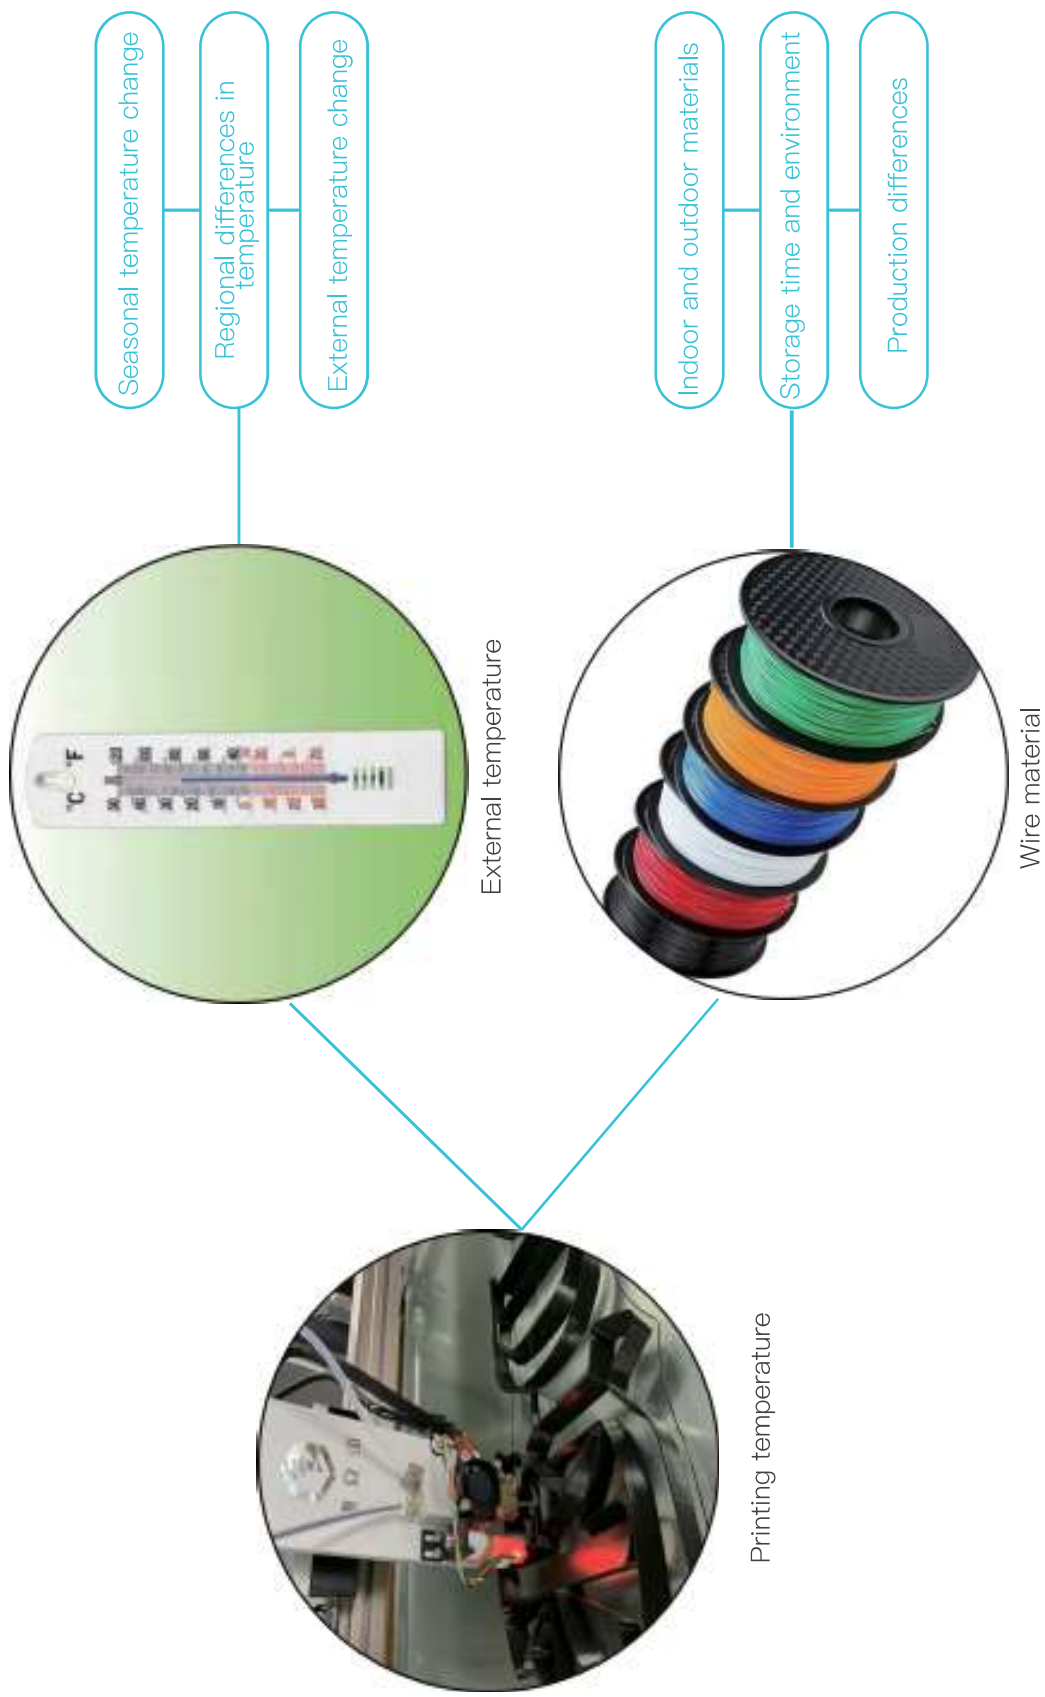 Seasonal temperature change
Regional differences in
temperature
External temperature change
Indoor and outdoor materials
Storage time and environment
Production differences
°C
°F
External temperature
Wire material
Printing temperature